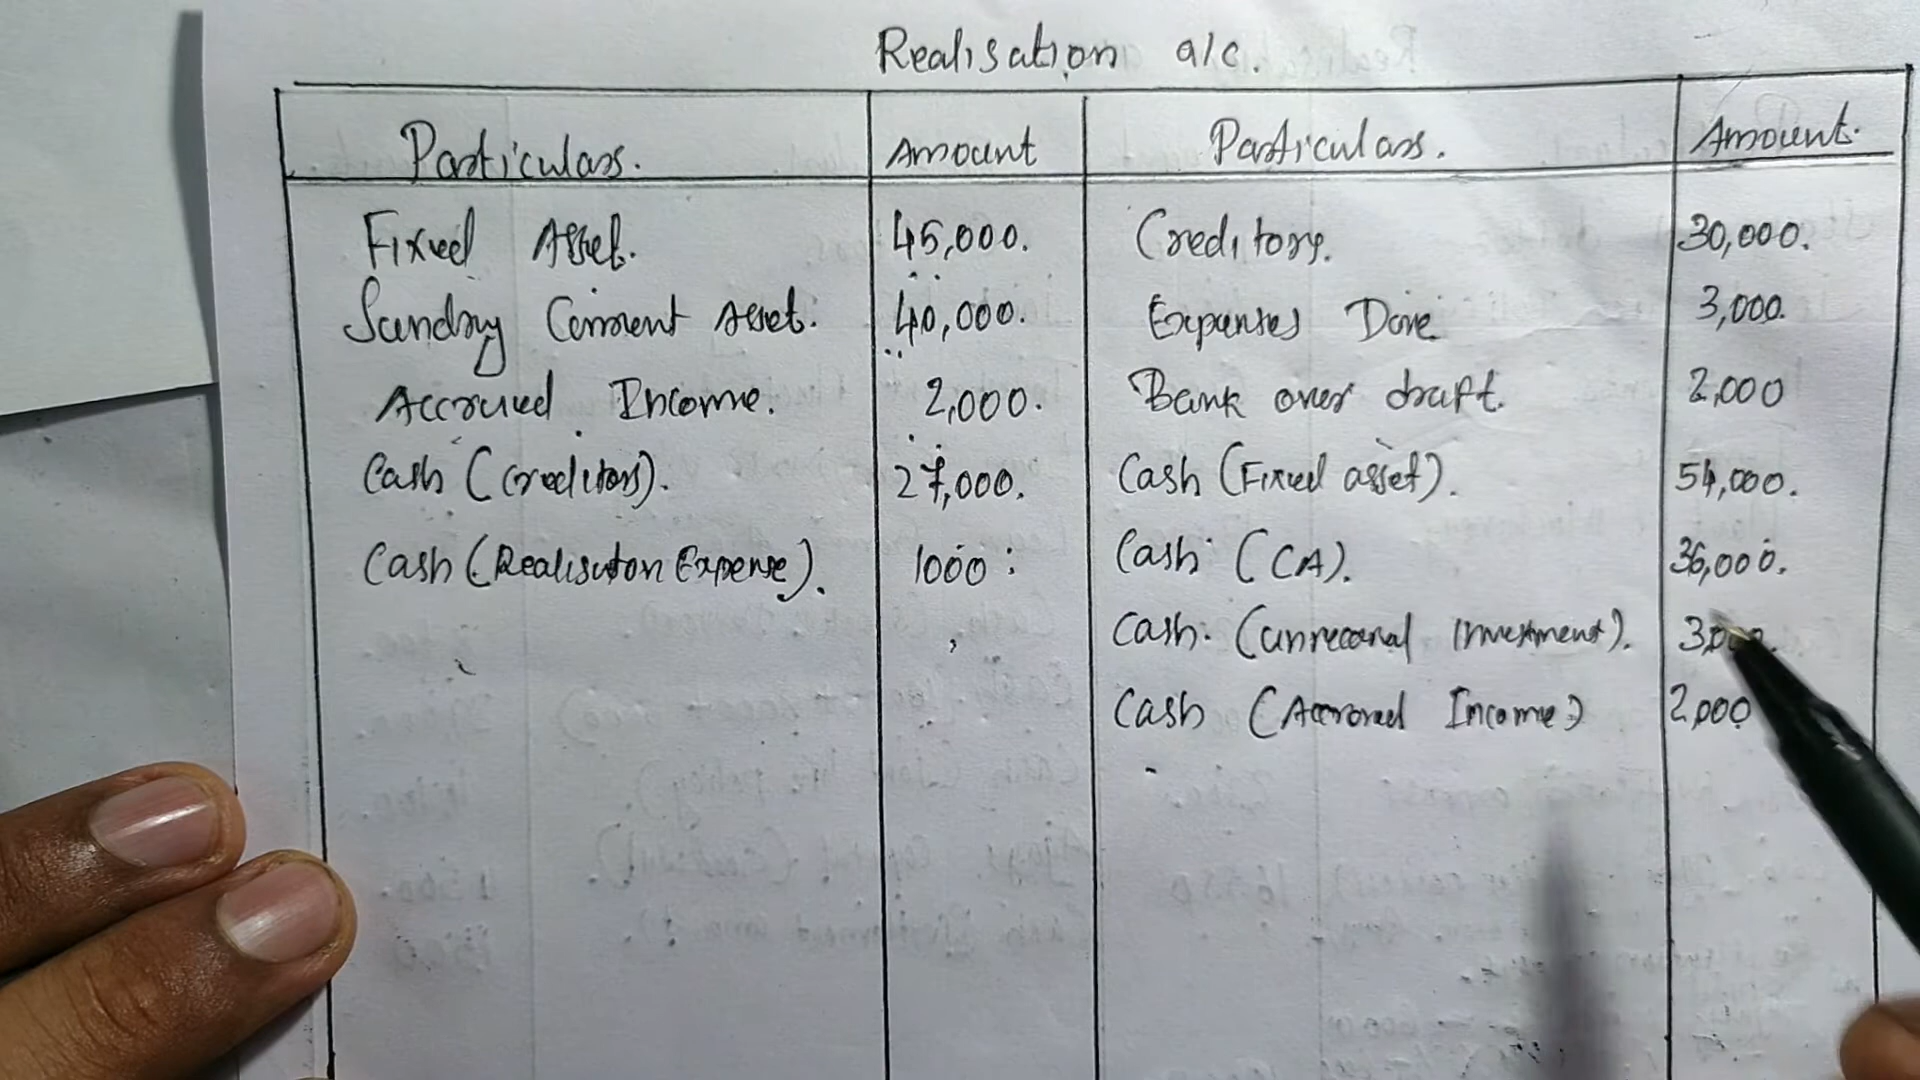 Realisation a/c.
Particulars. Amount Particulars. Amount.
Fixed Asset. 45,000. Creditors. 30,000.
Sundry Current Asset. 40,000. Expenses Due 3,000.
Accrued Income. 2,000. Bank over draft. 2,000
Cash (Creditors). 27,000. Cash (Fixed asset). 54,000.
Cash (Realisation Expense). 1000 Cash (CA). 36,000.
Cash. ( Investment). 3,000.
Cash (Accrued Income) 2,000